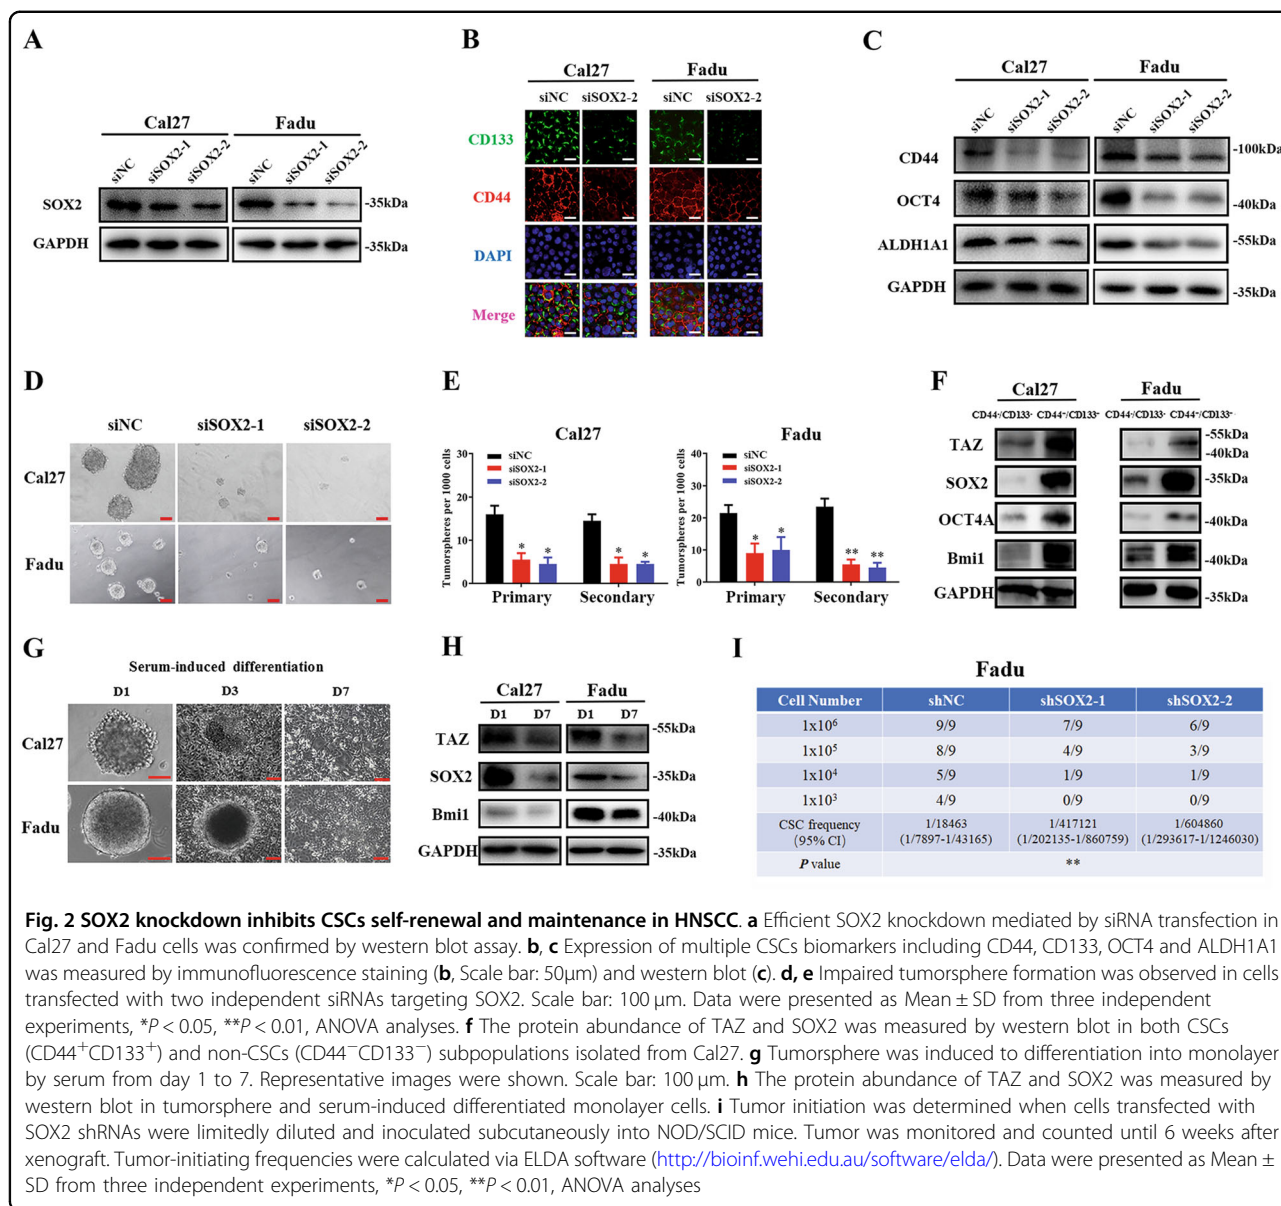 A
Cal27 Fadu
siNC siSOX2-1 siSOX2-2 siNC siSOX2-1 siSOX2-2
SOX2 -35kDa
GAPDH -35kDa
B
Cal27 Fadu
siNC siSOX2-2 siNC siSOX2-2
CD133
CD44
DAPI
Merge
C
Cal27 Fadu
siNC siSOX2-1 siSOX2-2 siNC siSOX2-1 siSOX2-2
CD44 -100kDa
OCT4 -40kDa
ALDH1A1 -55kDa
GAPDH -35kDa
D
siNC siSOX2-1 siSOX2-2
Cal27
Fadu
E
Cal27
Tumorspheres per 1000 cells
30
20
10
0
siNC
siSOX2-1
siSOX2-2
* * * *
Primary Secondary
Fadu
Tumorspheres per 1000 cells
40
30
20
10
0
siNC
siSOX2-1
siSOX2-2
* * ** **
Primary Secondary
F
Cal27 Fadu
CD44⁻/CD133⁻ CD44⁺/CD133⁺ CD44⁻/CD133⁻ CD44⁺/CD133⁺
TAZ -55kDa
-40kDa
SOX2 -35kDa
OCT4A -40kDa
Bmi1 -40kDa
GAPDH -35kDa
G
Serum-induced differentiation
D1 D3 D7
Cal27
Fadu
H
Cal27 Fadu
D1 D7 D1 D7
TAZ -55kDa
SOX2 -35kDa
Bmi1 -40kDa
GAPDH -35kDa
I
Fadu
Cell Number shNC shSOX2-1 shSOX2-2
1x10⁶ 9/9 7/9 6/9
1x10⁵ 8/9 4/9 3/9
1x10⁴ 5/9 1/9 1/9
1x10³ 4/9 0/9 0/9
CSC frequency 1/18463 1/417121 1/604860
(95% CI) (1/7897-1/43165) (1/202135-1/860759) (1/293617-1/1246030)
P value **
Fig. 2 SOX2 knockdown inhibits CSCs self-renewal and maintenance in HNSCC. a Efficient SOX2 knockdown mediated by siRNA transfection in
Cal27 and Fadu cells was confirmed by western blot assay. b, c Expression of multiple CSCs biomarkers including CD44, CD133, OCT4 and ALDH1A1
was measured by immunofluorescence staining (b, Scale bar: 50μm) and western blot (c). d, e Impaired tumorsphere formation was observed in cells
transfected with two independent siRNAs targeting SOX2. Scale bar: 100 μm. Data were presented as Mean ± SD from three independent
experiments, *P < 0.05, **P < 0.01, ANOVA analyses. f The protein abundance of TAZ and SOX2 was measured by western blot in both CSCs
(CD44⁺CD133⁺) and non-CSCs (CD44⁻CD133⁻) subpopulations isolated from Cal27. g Tumorsphere was induced to differentiation into monolayer
by serum from day 1 to 7. Representative images were shown. Scale bar: 100 μm. h The protein abundance of TAZ and SOX2 was measured by
western blot in tumorsphere and serum-induced differentiated monolayer cells. i Tumor initiation was determined when cells transfected with
SOX2 shRNAs were limitedly diluted and inoculated subcutaneously into NOD/SCID mice. Tumor was monitored and counted until 6 weeks after
xenograft. Tumor-initiating frequencies were calculated via ELDA software (http://bioinf.wehi.edu.au/software/elda/). Data were presented as Mean ±
SD from three independent experiments, *P < 0.05, **P < 0.01, ANOVA analyses